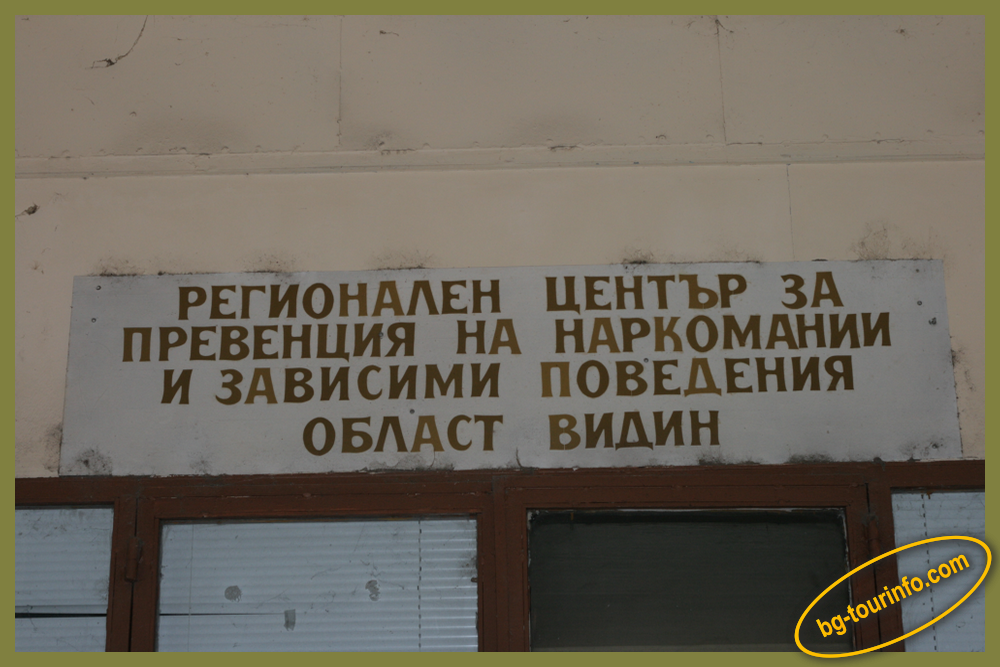 РЕГИОНАЛЕН ЦЕНТЪР ЗА
ПРЕВЕНЦИЯ НА НАРКОМАНИИ
И ЗАВИСИМИ ПОВЕДЕНИЯ
ОБЛАСТ ВИДИН
bg-tourinfo.com